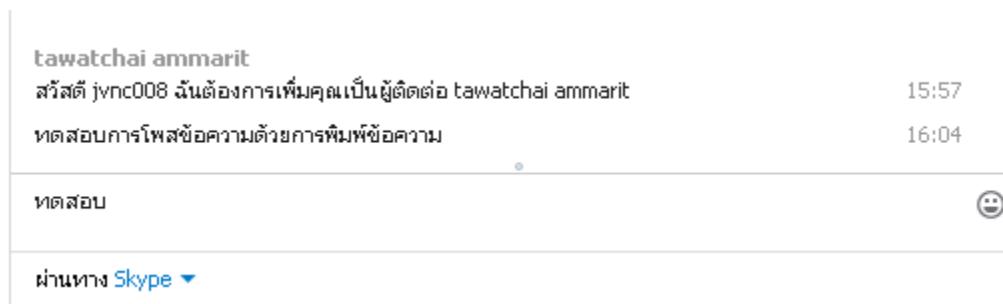 tawatchai ammarit
สวัสดี jvnc008 ฉันต้องการเพิ่มคุณเป็นผู้ติดต่อ tawatchai ammarit 15:57
ทดสอบการโพสข้อความด้วยการพิมพ์ข้อความ 16:04
ทดสอบ
ผ่านทาง Skype